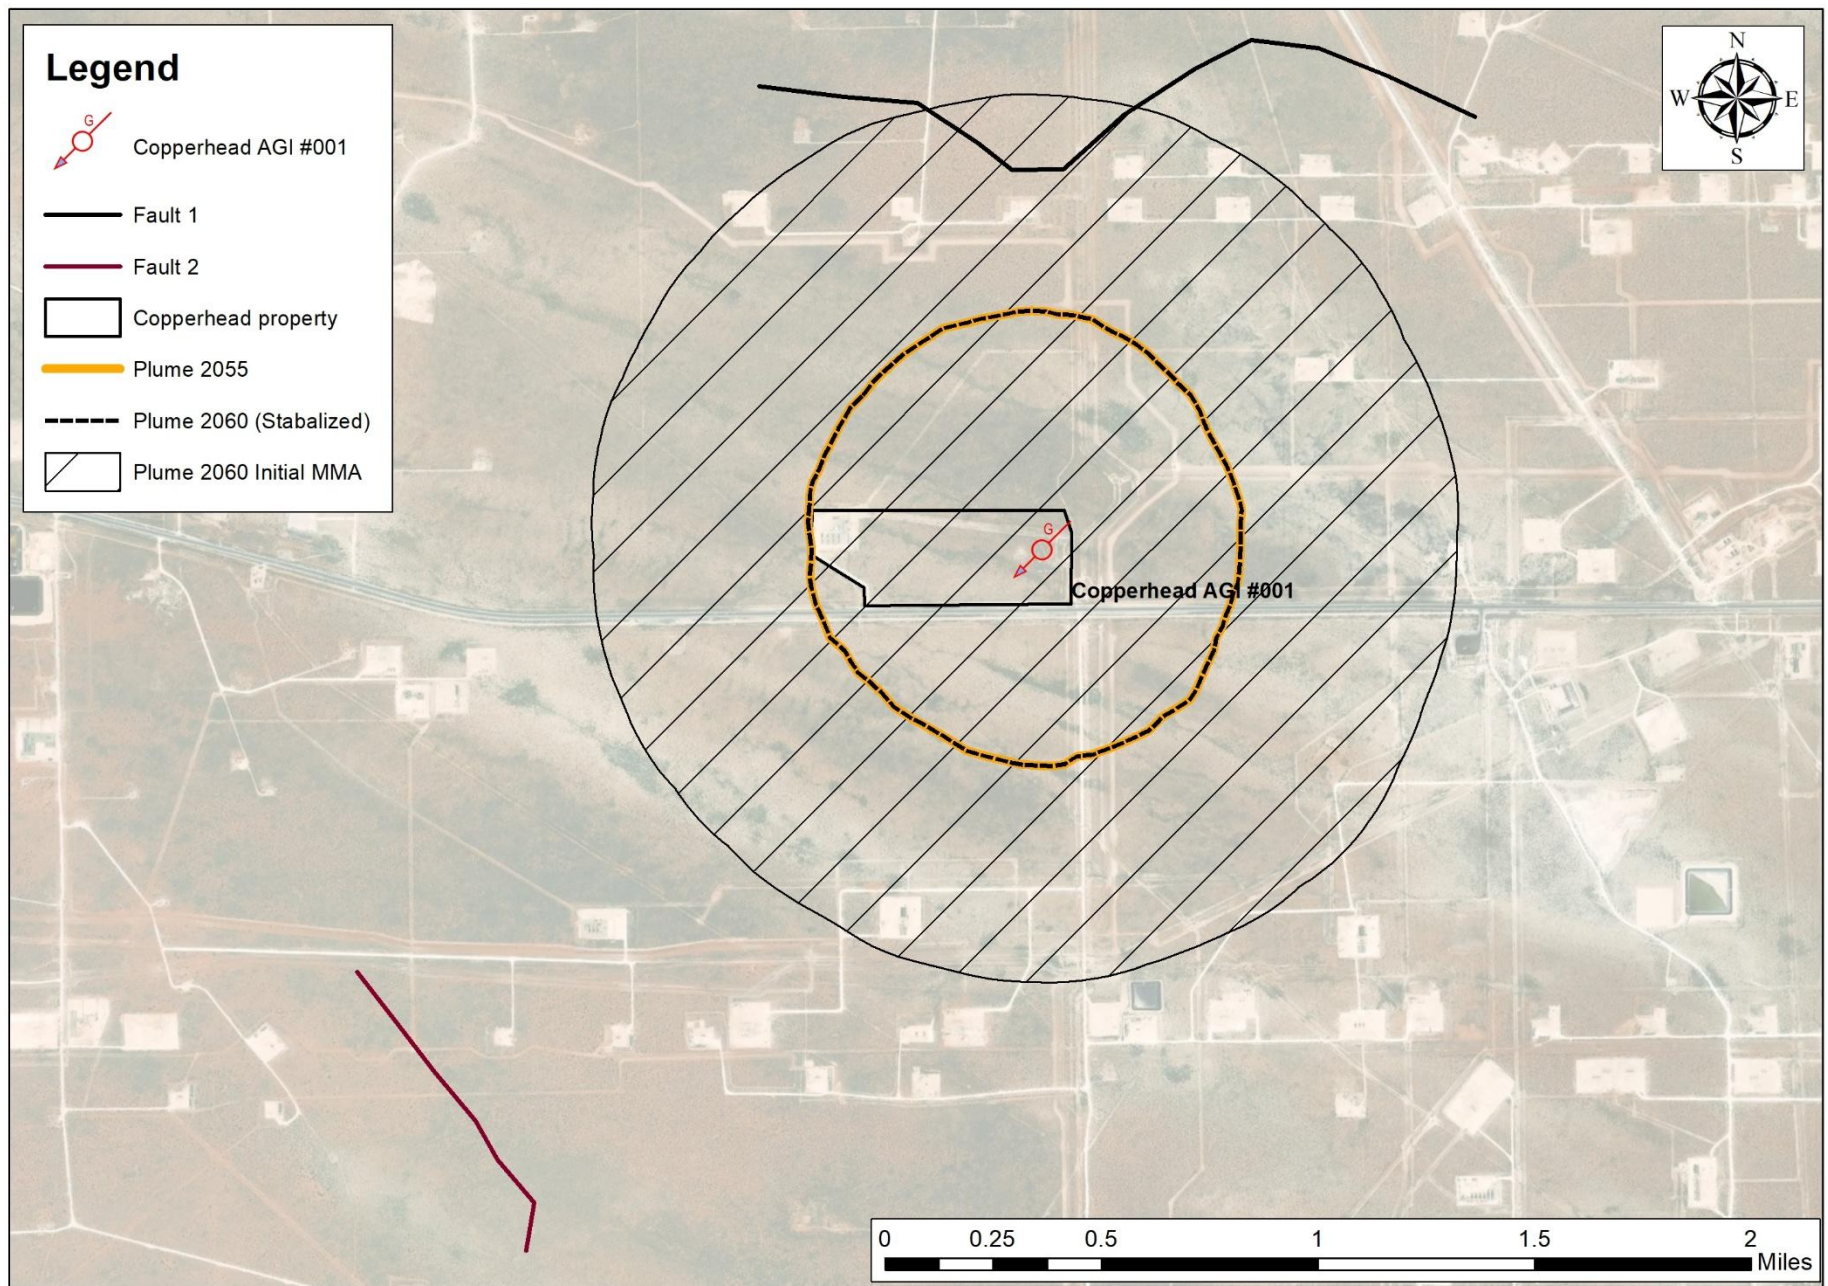 Legend
G
Copperhead AGI #001
Fault 1
Fault 2
Copperhead property
Plume 2055
Plume 2060 (Stabalized)
Plume 2060 Initial MMA
N
W E
S
G
Copperhead AGI #001
0 0.25 0.5 1 1.5 2
Miles